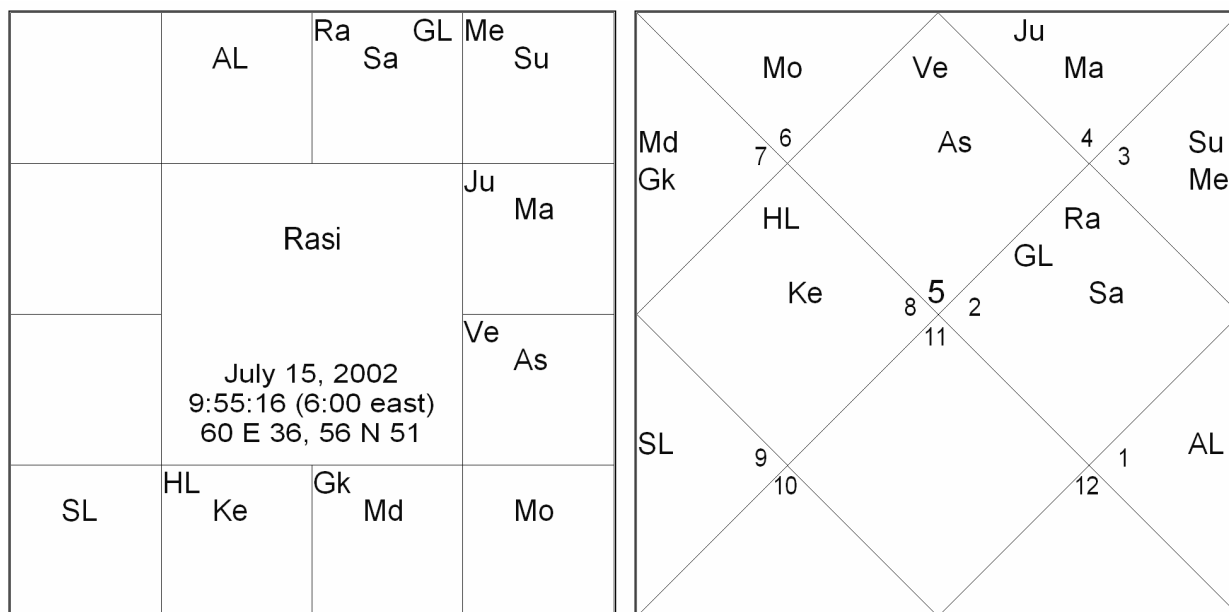 AL
Ra GL
Sa
Me
Su
Ju
Ma
Rasi
Ve
As
July 15, 2002
9:55:16 (6:00 east)
60 E 36, 56 N 51
SL
HL
Ke
Gk
Md
Mo
Ju
Mo Ve Ma
Md 6 4 Su
7 As 3
Gk Me
HL Ra
GL
Ke 5 Sa
8 2
11
SL AL
9 1
10 12